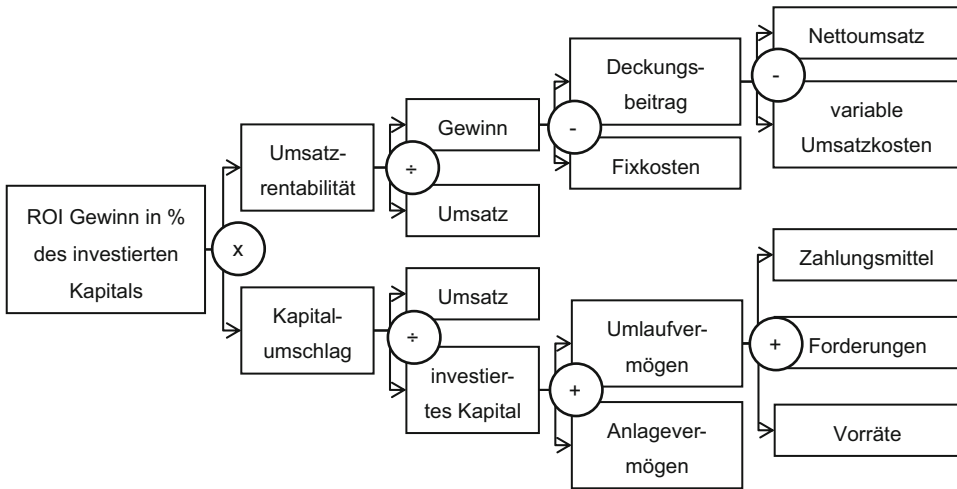 ROI Gewinn in %
des investierten
Kapitals
x
Umsatz-
rentabilität
÷
Gewinn
-
Deckungs-
beitrag
-
Nettoumsatz
variable
Umsatzkosten
Fixkosten
Umsatz
Kapital-
umschlag
÷
Umsatz
investier-
tes Kapital
+
Umlaufver-
mögen
+
Zahlungsmittel
Forderungen
Vorräte
Anlagever-
mögen